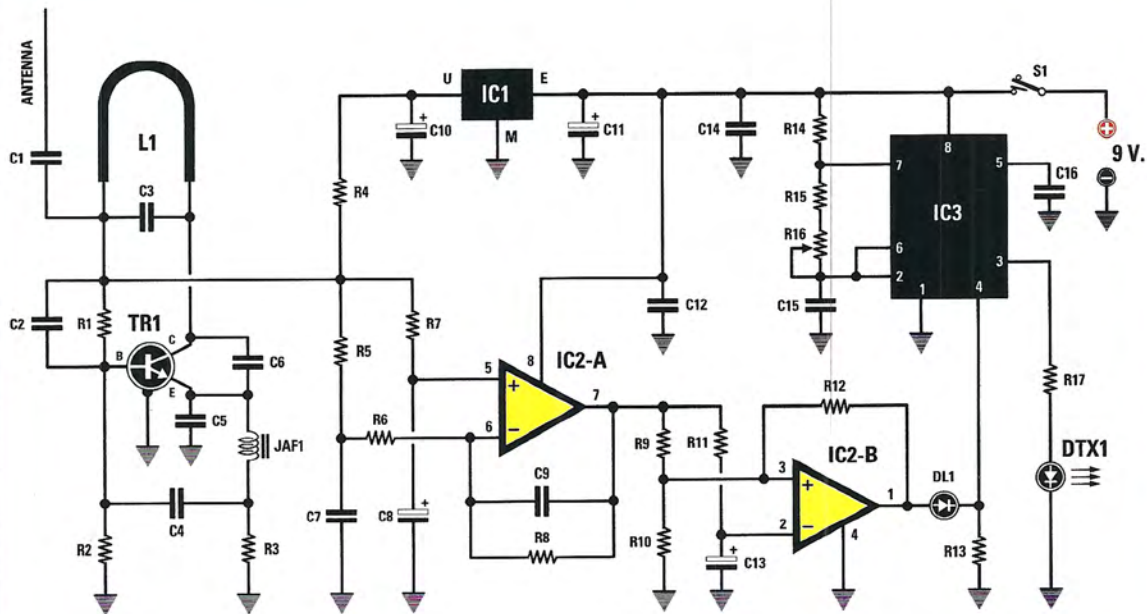 ANTENNA
C1
L1
C3
C2
R1
TR1
B
C
E
C6
C5
JAF1
C4
R2
R3
U
IC1
E
M
+
C10
+
C11
C14
R4
R5
R7
R6
C7
+
C8
C12
IC2-A
5
+
6
−
8
7
C9
R8
R9
R11
R10
+
C13
R12
IC2-B
3
+
2
−
1
4
DL1
R13
R14
R15
R16
C15
IC3
7
6
2
1
8
5
3
4
C16
S1
+
9 V.
−
R17
DTX1